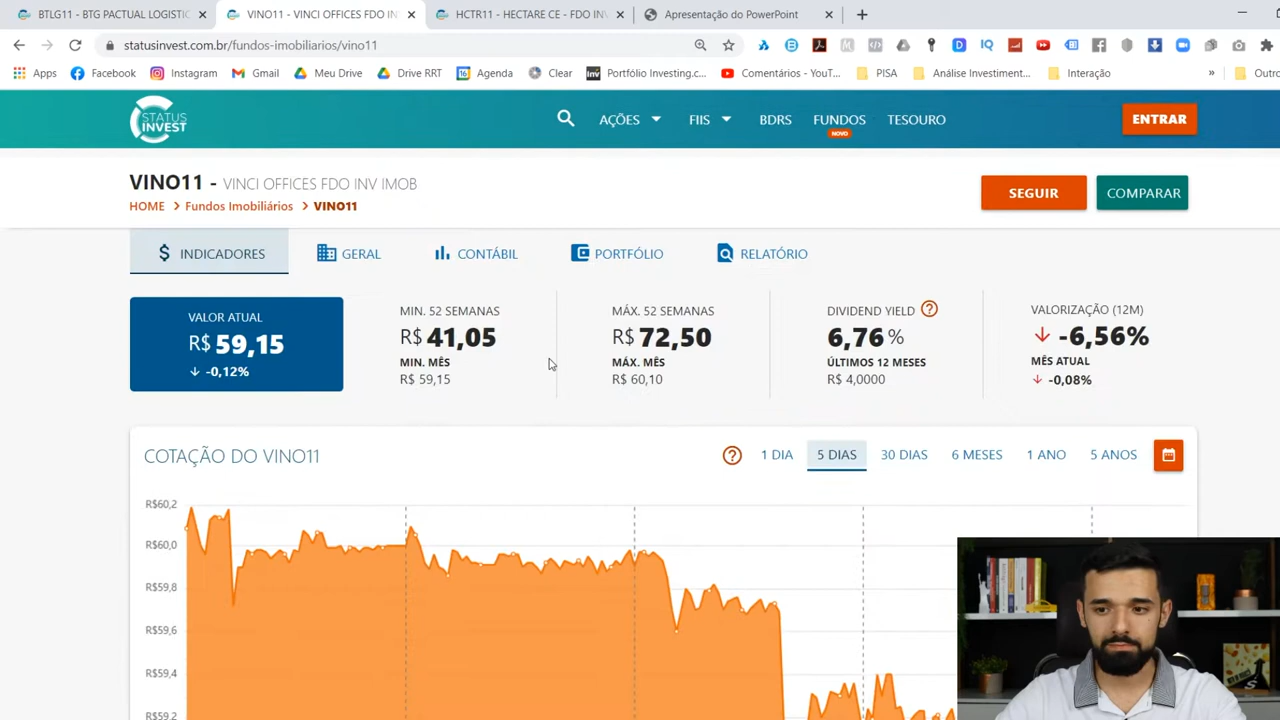 BTLG11 - BTG PACTUAL LOGISTIC
VINO11 - VINCI OFFICES FDO IN
HCTR11 - HECTARE CE - FDO INV
Apresentação do PowerPoint
statusinvest.com.br/fundos-imobiliarios/vino11
Apps
Facebook
Instagram
Gmail
Meu Drive
Drive RRT
Agenda
Clear
Portfólio Investing.c...
Comentários - YouT...
PISA
Análise Investiment...
Interação
»
Outro
STATUS INVEST
AÇÕES
FIIS
BDRS
FUNDOS
NOVO
TESOURO
ENTRAR
VINO11 - VINCI OFFICES FDO INV IMOB
HOME > Fundos Imobiliários > VINO11
SEGUIR
COMPARAR
INDICADORES
GERAL
CONTÁBIL
PORTFÓLIO
RELATÓRIO
VALOR ATUAL
R$ 59,15
-0,12%
MIN. 52 SEMANAS
R$ 41,05
MIN. MÊS
R$ 59,15
MÁX. 52 SEMANAS
R$ 72,50
MÁX. MÊS
R$ 60,10
DIVIDEND YIELD
6,76 %
ÚLTIMOS 12 MESES
R$ 4,0000
VALORIZAÇÃO (12M)
-6,56%
MÊS ATUAL
-0,08%
COTAÇÃO DO VINO11
1 DIA
5 DIAS
30 DIAS
6 MESES
1 ANO
5 ANOS
R$60,2
R$60,0
R$59,8
R$59,6
R$59,4
R$59,2